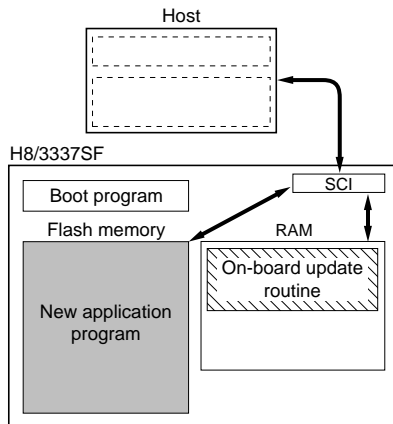 Host
H8/3337SF
SCI
Boot program
Flash memory
RAM
On-board update
routine
New application
program